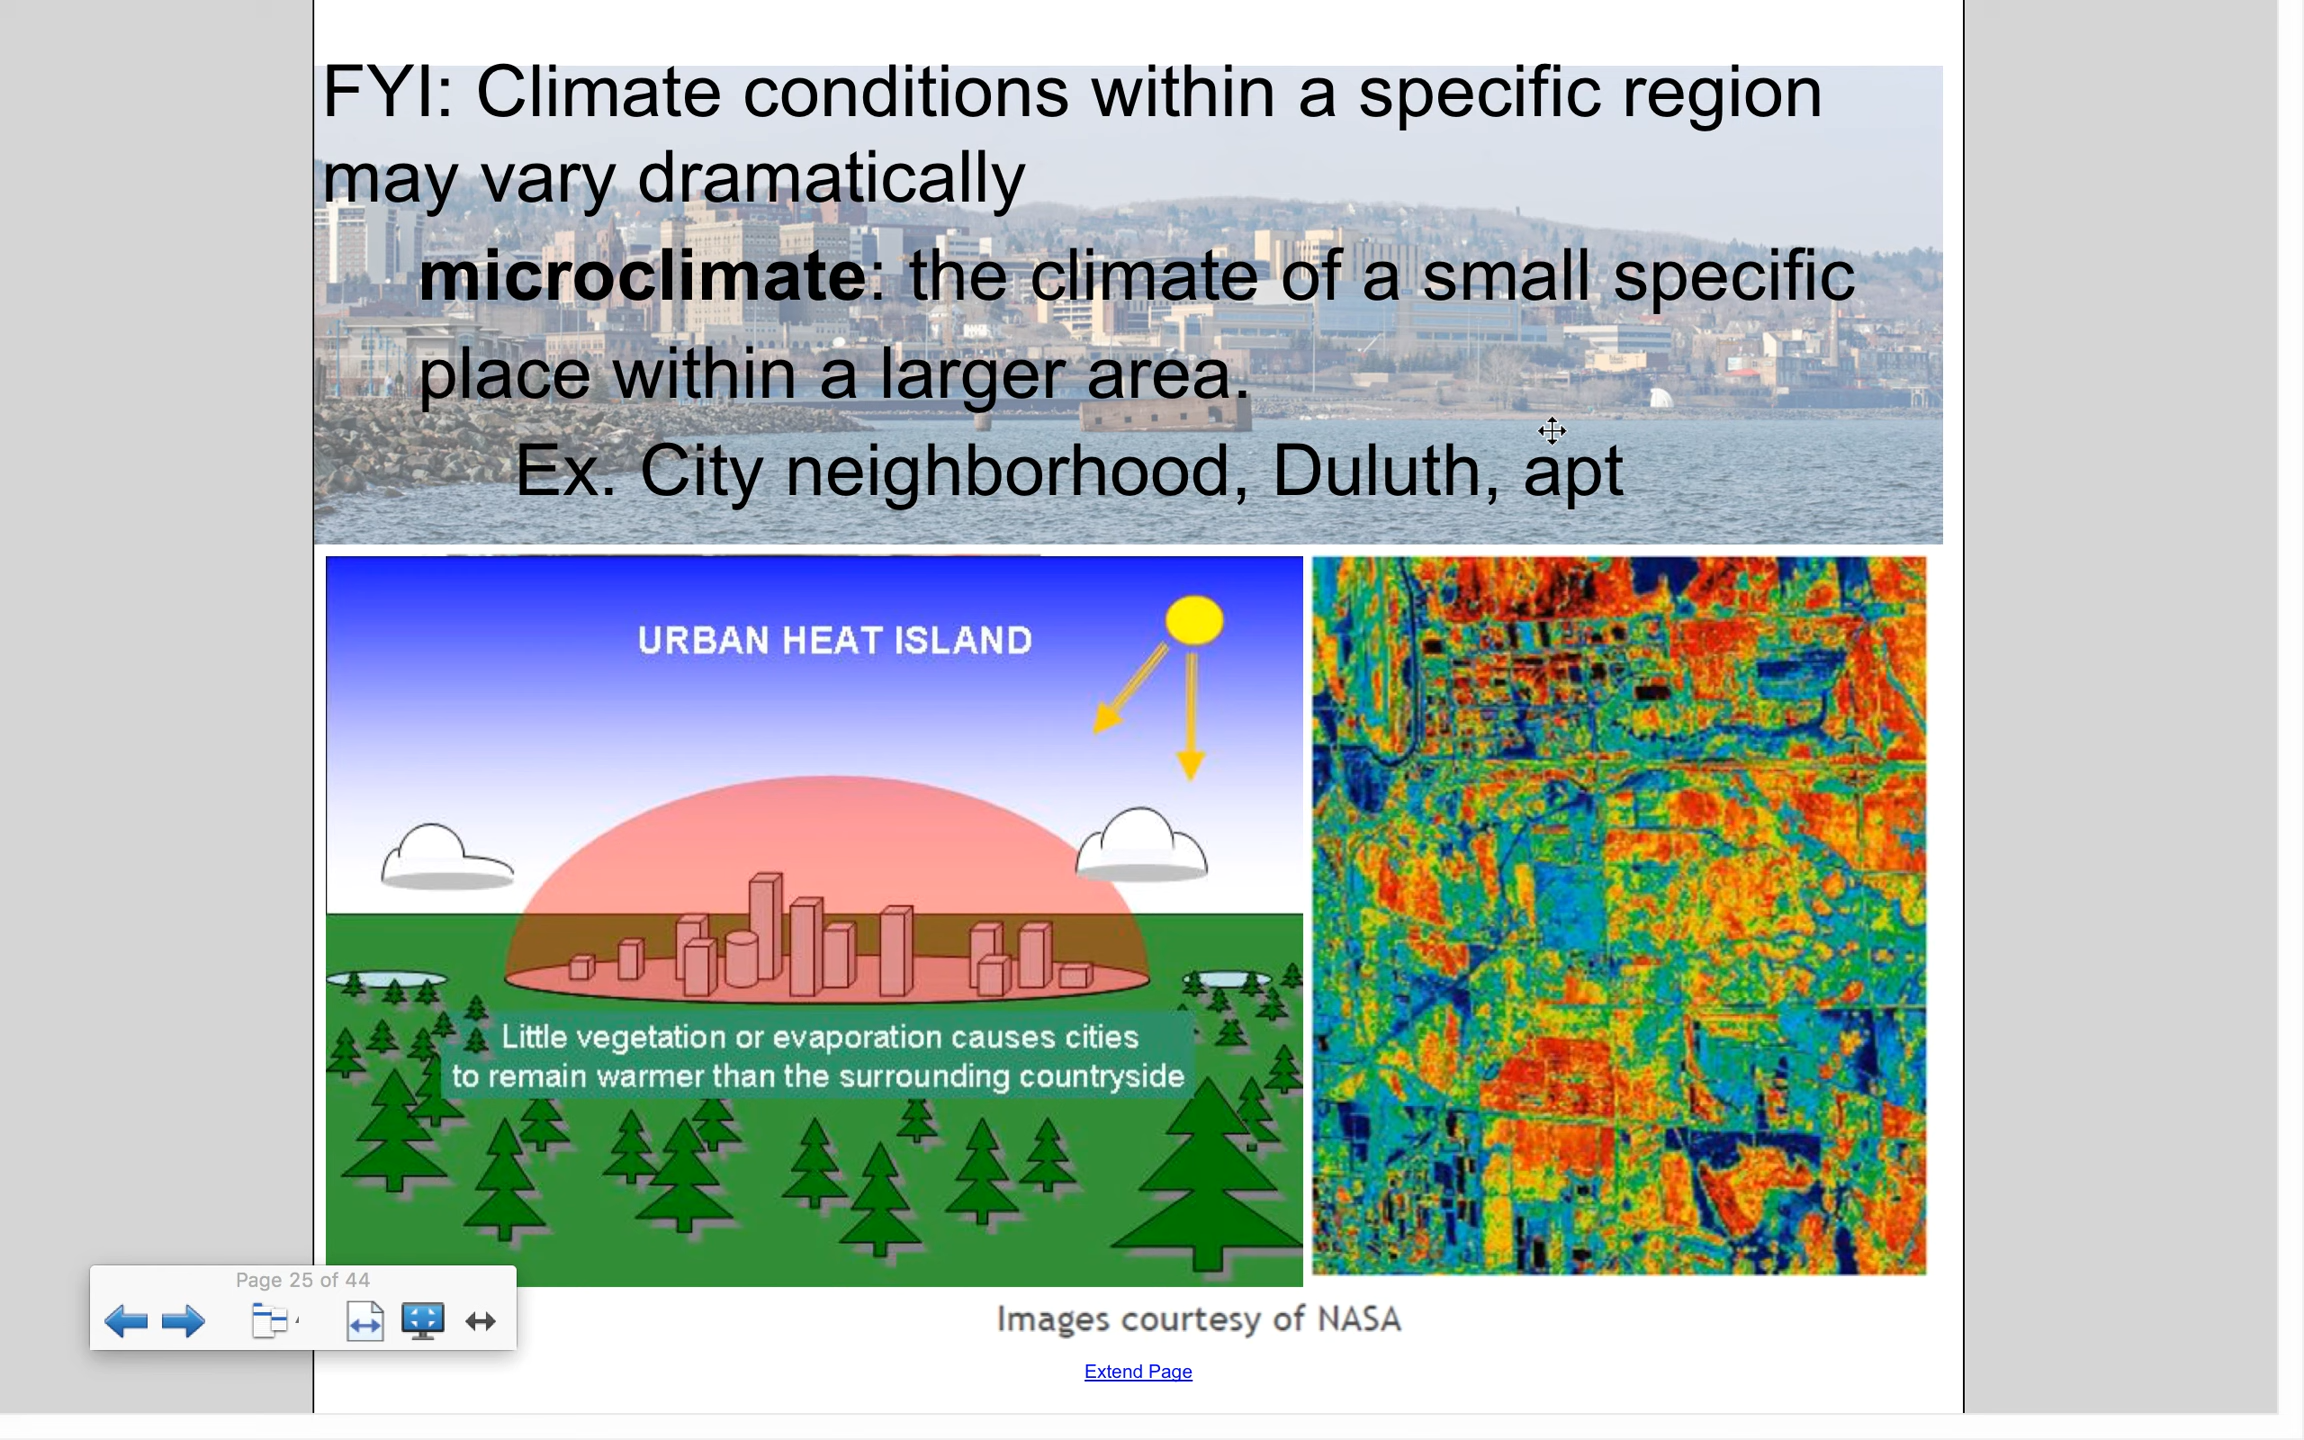 FYI: Climate conditions within a specific region
may vary dramatically
microclimate: the climate of a small specific
place within a larger area.
Ex. City neighborhood, Duluth, apt
URBAN HEAT ISLAND
Little vegetation or evaporation causes cities
to remain warmer than the surrounding countryside
Page 25 of 44
Images courtesy of NASA
Extend Page